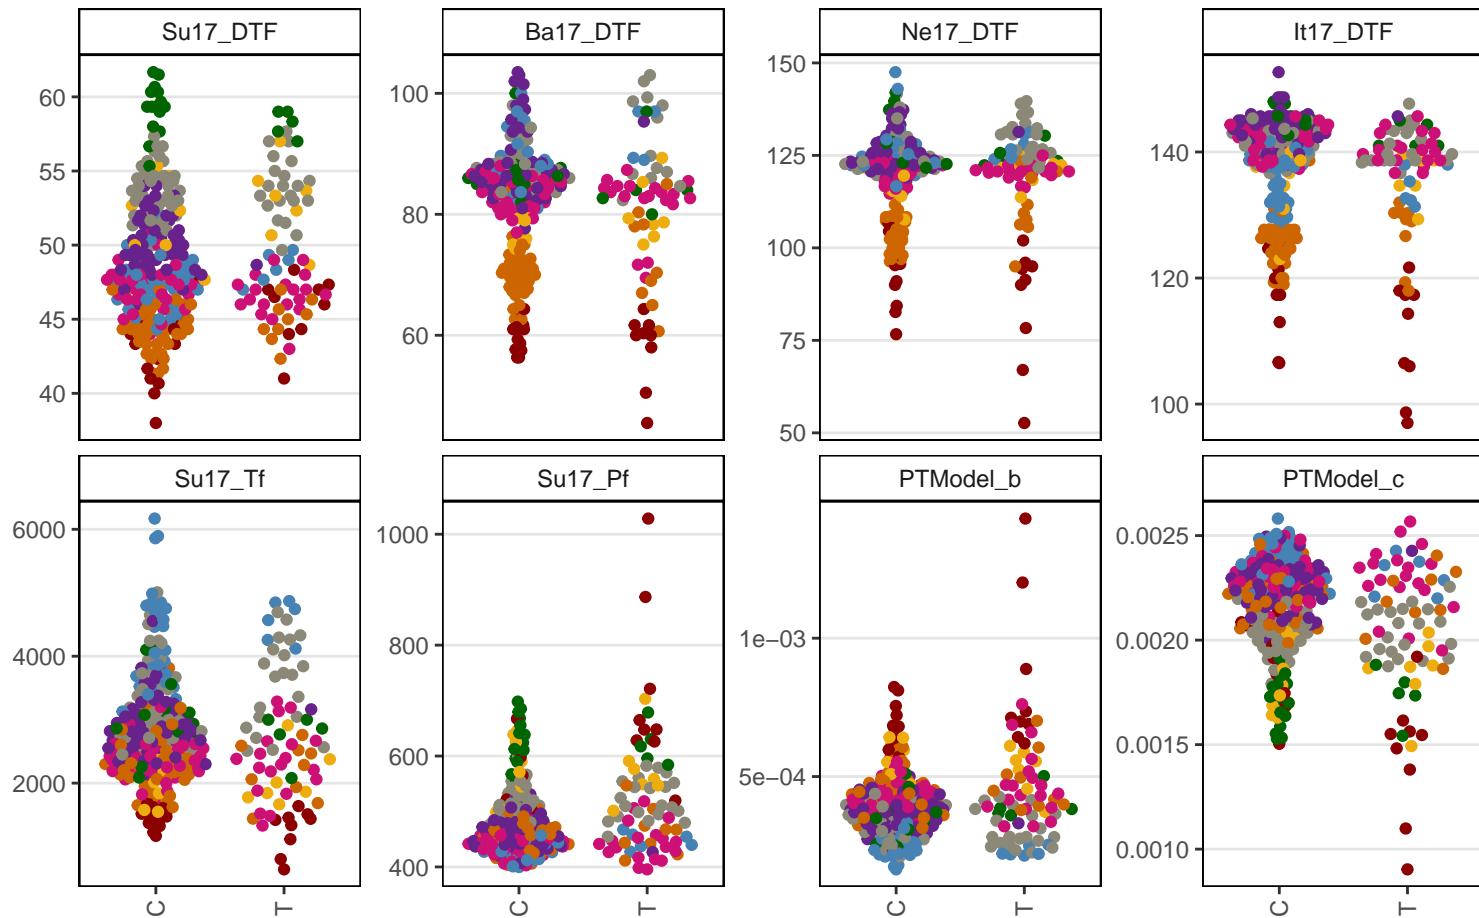 Su17_DTF Ba17_DTF Ne17_DTF It17_DTF
60 100 150 140
55 80 125 120
50 60 100 100
45 75
40 50
Su17_Tf Su17_Pf PTModel_b PTModel_c
6000 1000 1e−03 0.0025
4000 800 5e−04 0.0020
2000 600 0.0015
400 0.0010
C T C T C T C T